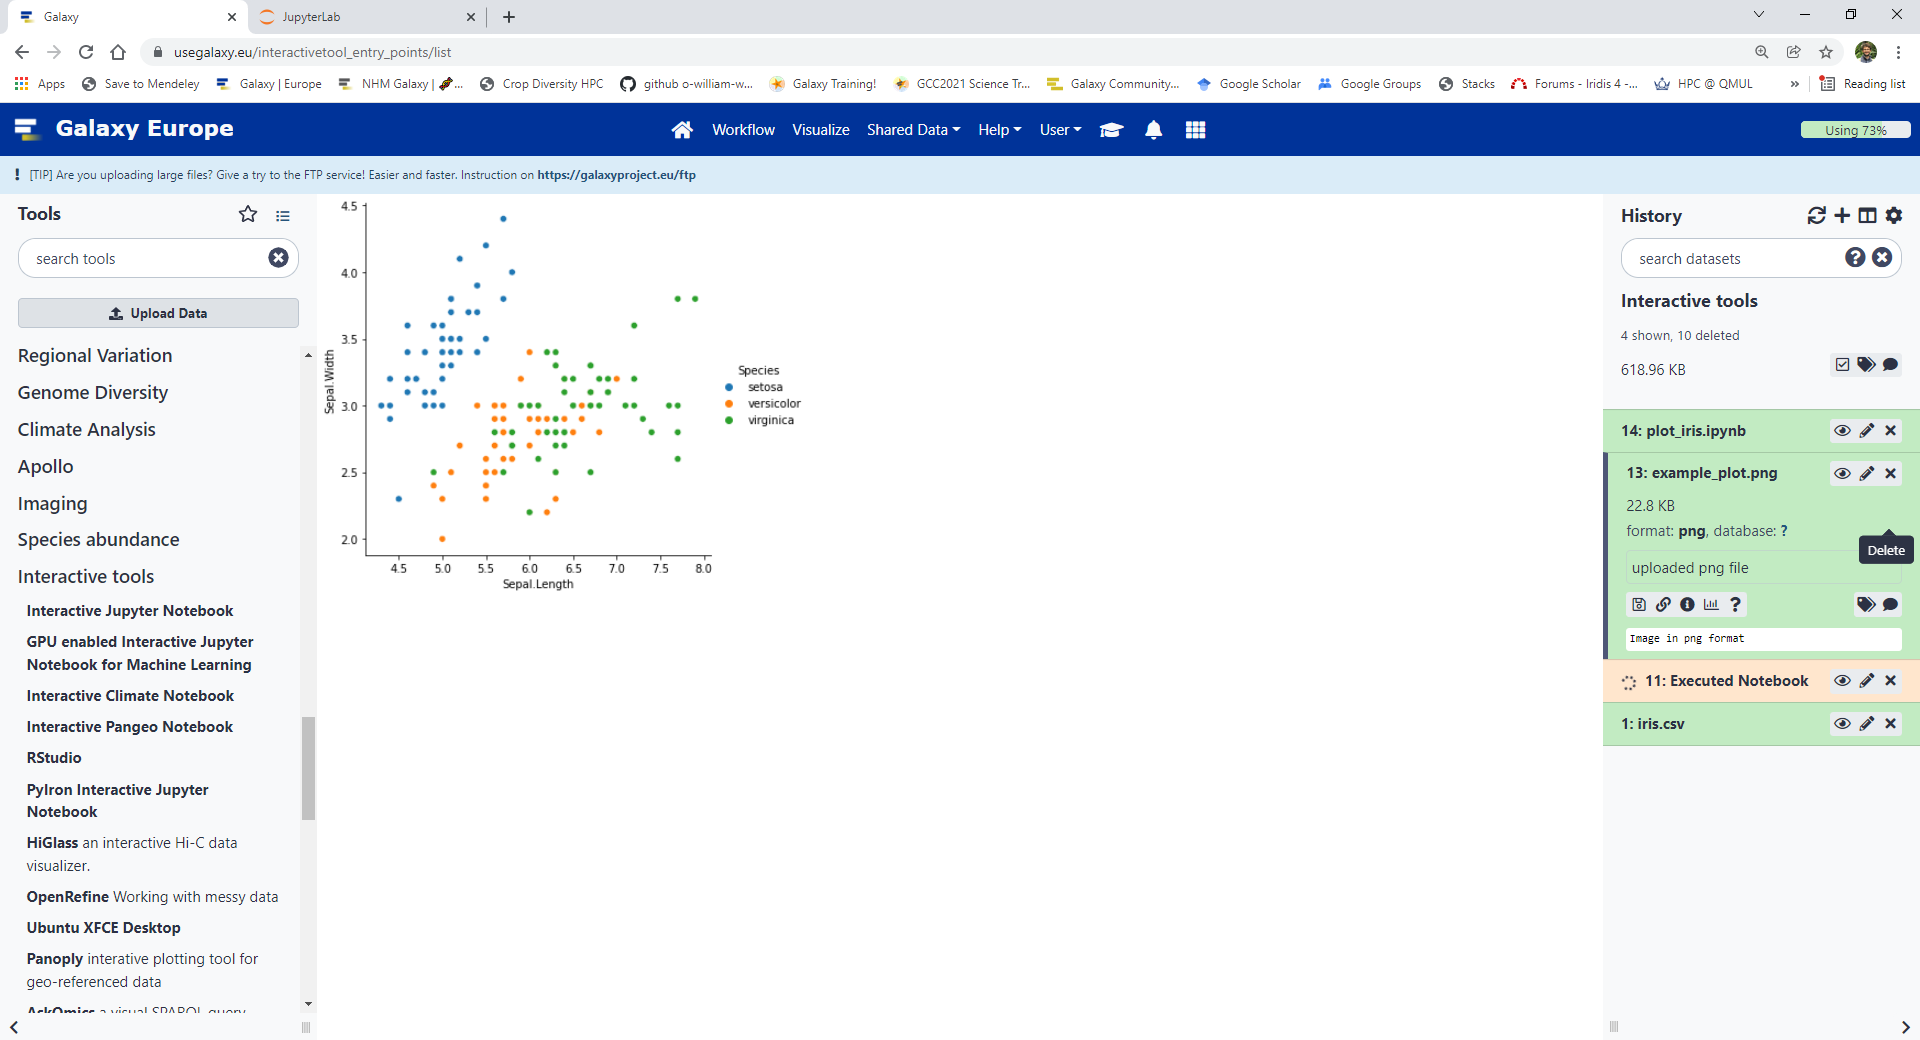 Galaxy
JupyterLab
usegalaxy.eu/interactivetool_entry_points/list
Apps
Save to Mendeley
Galaxy | Europe
NHM Galaxy | ...
Crop Diversity HPC
github o-william-w...
Galaxy Training!
GCC2021 Science Tr...
Galaxy Community...
Google Scholar
Google Groups
Stacks
Forums - Iridis 4 -...
HPC @ QMUL
»
Reading list
Galaxy Europe
Workflow
Visualize
Shared Data
Help
User
Using 73%
[TIP] Are you uploading large files? Give a try to the FTP service! Easier and faster. Instruction on https://galaxyproject.eu/ftp
Tools
search tools
Upload Data
Regional Variation
Genome Diversity
Climate Analysis
Apollo
Imaging
Species abundance
Interactive tools
Interactive Jupyter Notebook
GPU enabled Interactive Jupyter
Notebook for Machine Learning
Interactive Climate Notebook
Interactive Pangeo Notebook
RStudio
PyIron Interactive Jupyter
Notebook
HiGlass an interactive Hi-C data
visualizer.
OpenRefine Working with messy data
Ubuntu XFCE Desktop
Panoply interative plotting tool for
geo-referenced data
AskOmics a visual SPARQL query
4.5
4.0
3.5
3.0
2.5
2.0
Sepal.Width
4.5 5.0 5.5 6.0 6.5 7.0 7.5 8.0
Sepal.Length
Species
setosa
versicolor
virginica
History
search datasets
Interactive tools
4 shown, 10 deleted
618.96 KB
14: plot_iris.ipynb
13: example_plot.png
22.8 KB
format: png, database: ?
Delete
uploaded png file
Image in png format
11: Executed Notebook
1: iris.csv